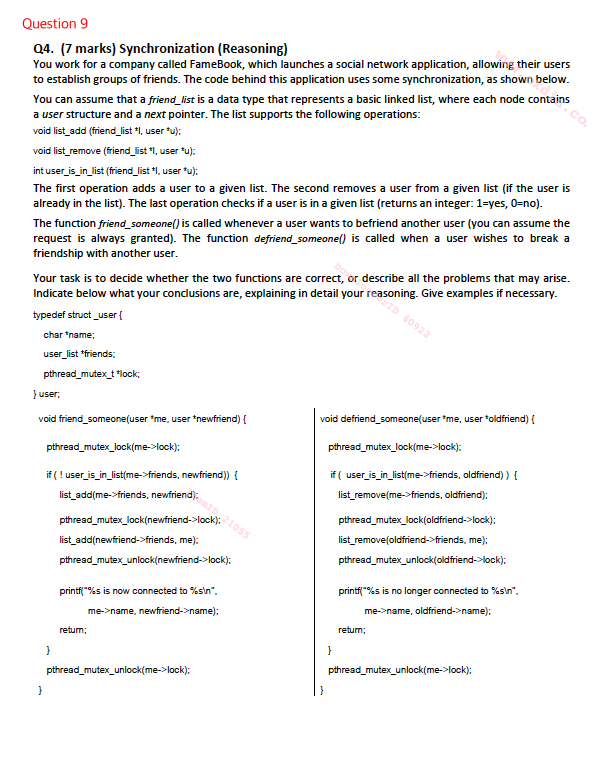 Question 9
Q4. (7 marks) Synchronization (Reasoning)
You work for a company called FameBook, which launches a social network application, allowing their users
to establish groups of friends. The code behind this application uses some synchronization, as shown below.
You can assume that a friend_list is a data type that represents a basic linked list, where each node contains
a user structure and a next pointer. The list supports the following operations:
void list_add (friend_list *l, user *u);
void list_remove (friend_list *l, user *u);
int user_is_in_list (friend_list *l, user *u);
The first operation adds a user to a given list. The second removes a user from a given list (if the user is
already in the list). The last operation checks if a user is in a given list (returns an integer: 1=yes, 0=no).
The function friend_someone() is called whenever a user wants to befriend another user (you can assume the
request is always granted). The function defriend_someone() is called when a user wishes to break a
friendship with another user.
Your task is to decide whether the two functions are correct, or describe all the problems that may arise.
Indicate below what your conclusions are, explaining in detail your reasoning. Give examples if necessary.
typedef struct _user {
char *name;
user_list *friends;
pthread_mutex_t *lock;
} user;
void friend_someone(user *me, user *newfriend) {
pthread_mutex_lock(me->lock);
if ( ! user_is_in_list(me->friends, newfriend)) {
list_add(me->friends, newfriend);
pthread_mutex_lock(newfriend->lock);
list_add(newfriend->friends, me);
pthread_mutex_unlock(newfriend->lock);
printf("%s is now connected to %s\n",
me->name, newfriend->name);
return;
}
pthread_mutex_unlock(me->lock);
}
void defriend_someone(user *me, user *oldfriend) {
pthread_mutex_lock(me->lock);
if ( user_is_in_list(me->friends, oldfriend) ) {
list_remove(me->friends, oldfriend);
pthread_mutex_lock(oldfriend->lock);
list_remove(oldfriend->friends, me);
pthread_mutex_unlock(oldfriend->lock);
printf("%s is no longer connected to %s\n",
me->name, oldfriend->name);
return;
}
pthread_mutex_unlock(me->lock);
}